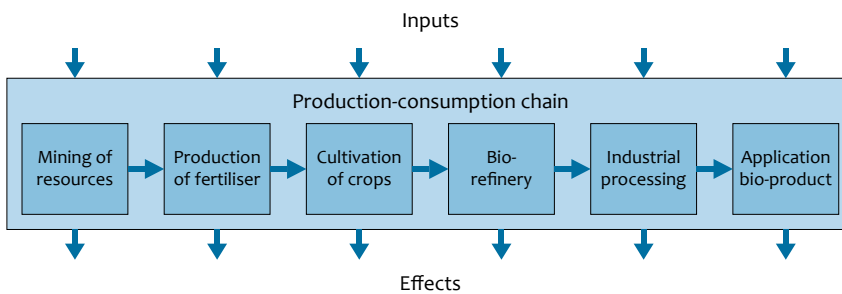 Inputs
Production-consumption chain
Mining of
resources
Production
of fertiliser
Cultivation
of crops
Bio-
refinery
Industrial
processing
Application
bio-product
Effects